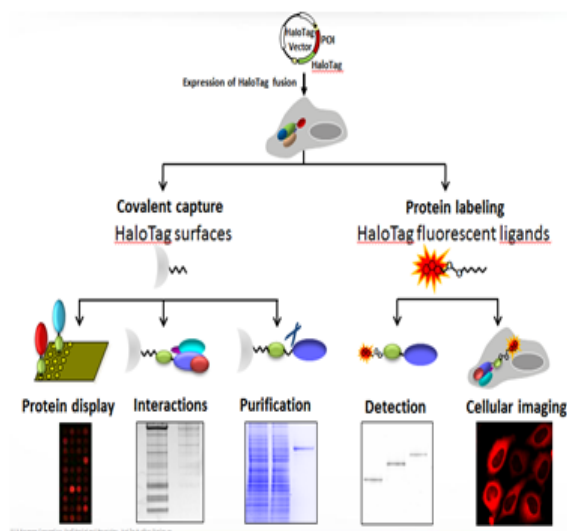 HaloTag
Vector
POI
HaloTag
Expression of HaloTag fusion
Covalent capture
HaloTag surfaces
Protein labeling
HaloTag fluorescent ligands
Protein display
Interactions
Purification
Detection
Cellular imaging